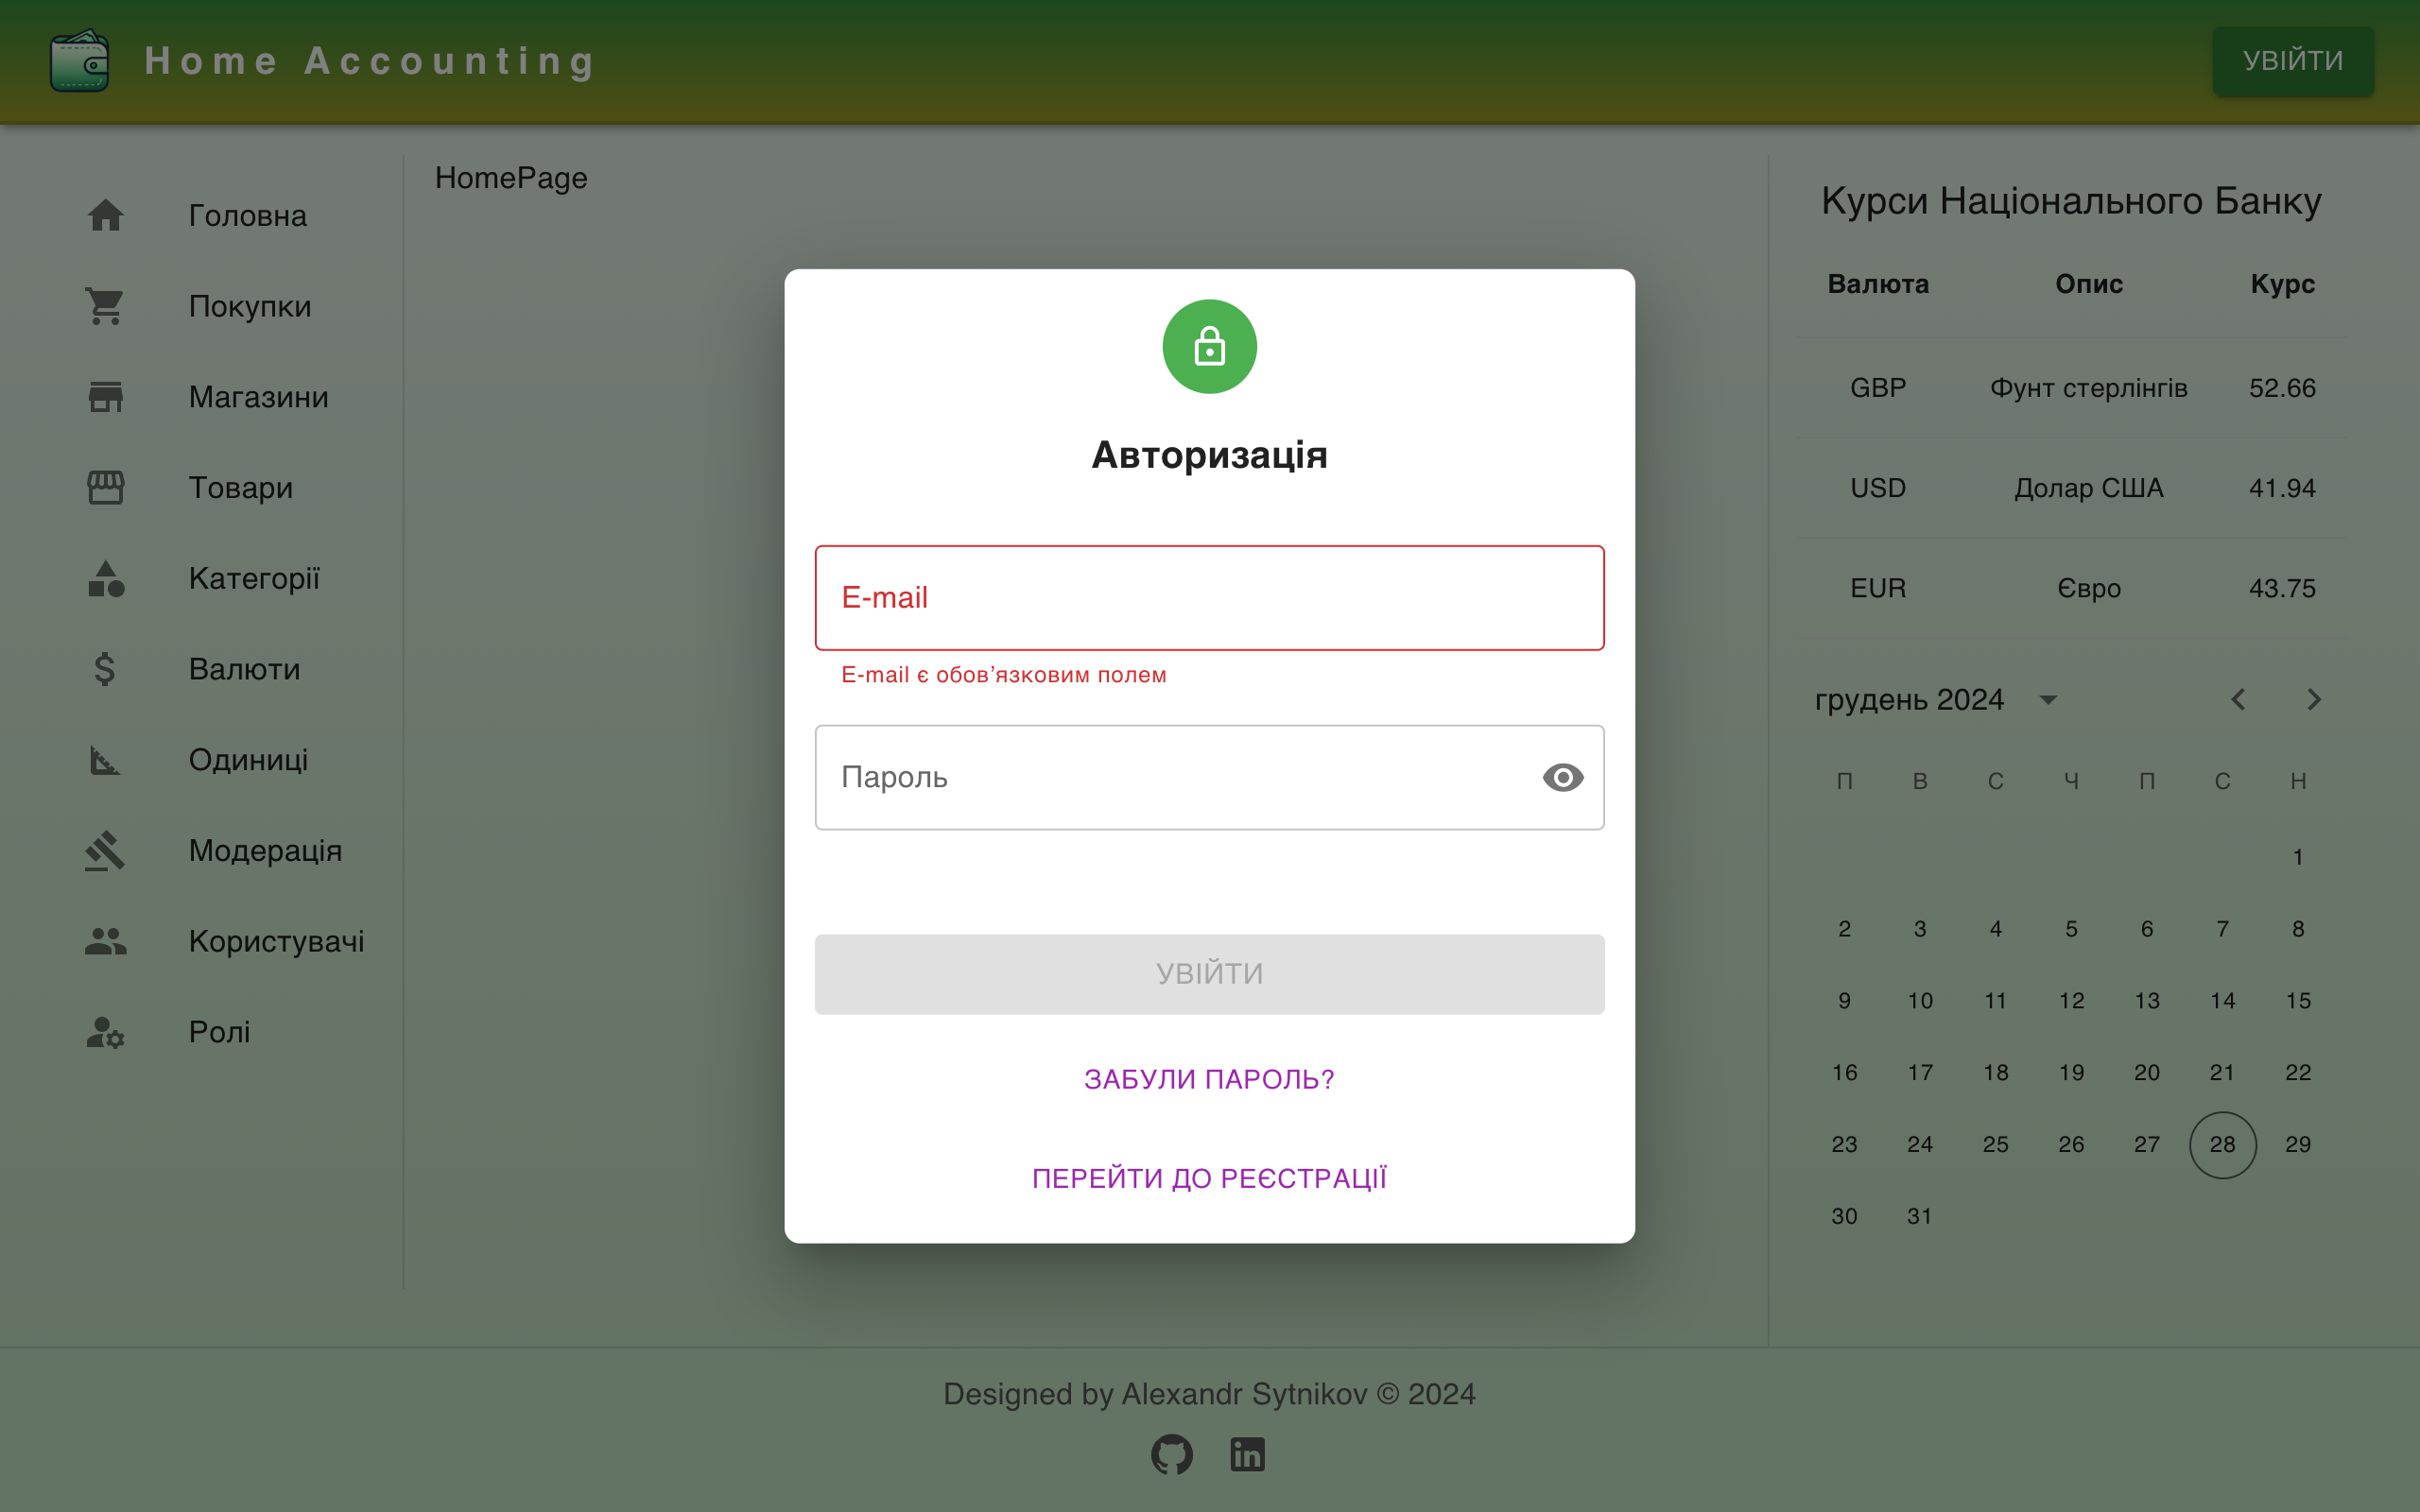 Home Accounting
УВІЙТИ
Головна
Покупки
Магазини
Товари
Категорії
Валюти
Одиниці
Модерація
Користувачі
Ролі
HomePage
Авторизація
E-mail
E-mail є обов’язковим полем
Пароль
УВІЙТИ
ЗАБУЛИ ПАРОЛЬ?
ПЕРЕЙТИ ДО РЕЄСТРАЦІЇ
Курси Національного Банку
Валюта Опис Курс
GBP Фунт стерлінгів 52.66
USD Долар США 41.94
EUR Євро 43.75
грудень 2024
П В С Ч П С Н
1
2 3 4 5 6 7 8
9 10 11 12 13 14 15
16 17 18 19 20 21 22
23 24 25 26 27 28 29
30 31
Designed by Alexandr Sytnikov © 2024